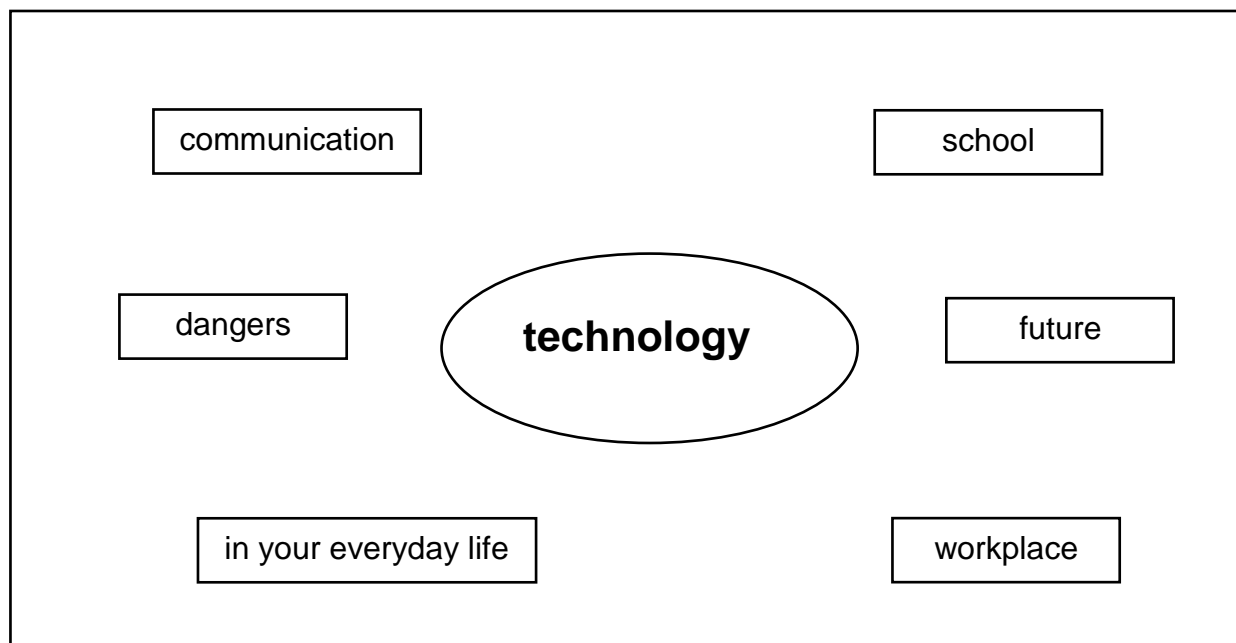 communication
school
dangers
technology
future
in your everyday life
workplace